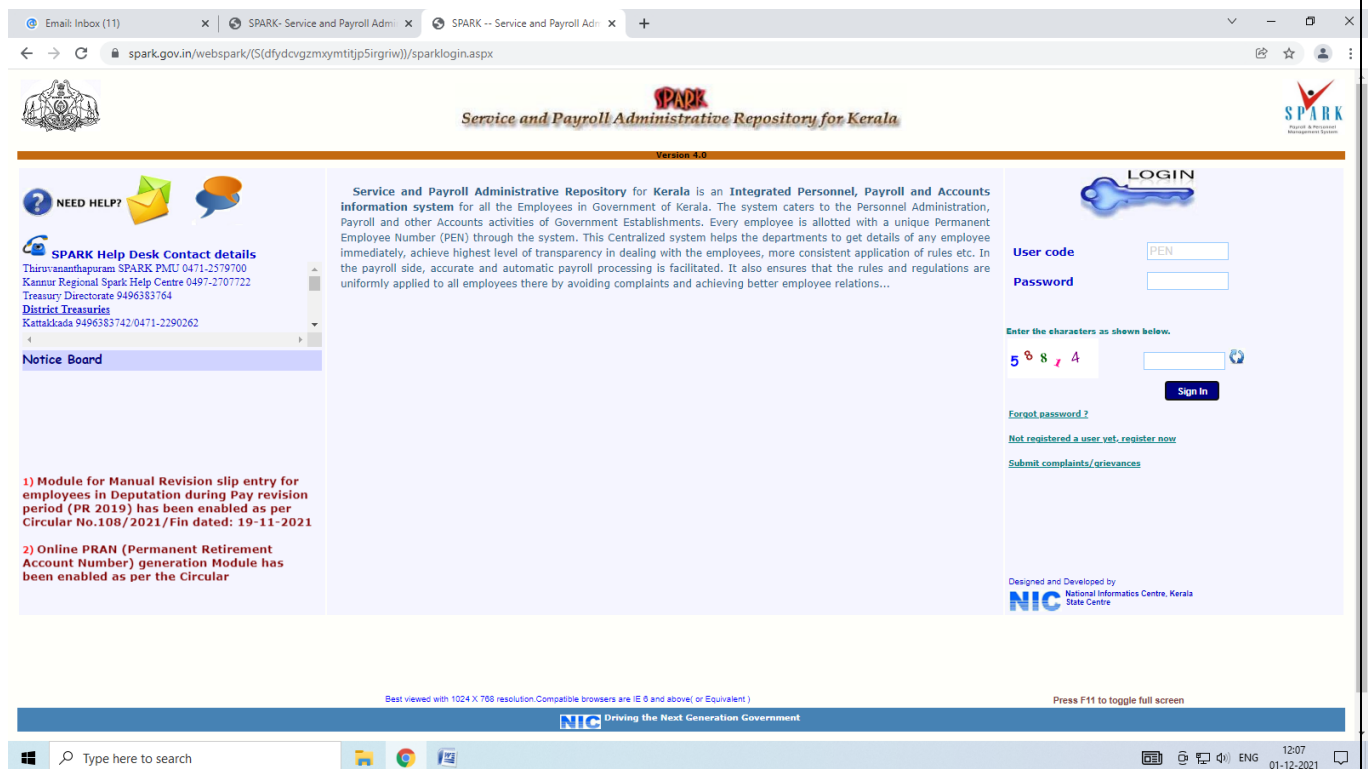 Email: Inbox (11)
SPARK- Service and Payroll Admi
SPARK -- Service and Payroll Adm
spark.gov.in/webspark/(S(dfydcvgzmxymtitjp5irgriw))/sparklogin.aspx
SPARK
Service and Payroll Administrative Repository for Kerala
SPARK
Payroll & Personnel
Management System
Version 4.0
NEED HELP?
SPARK Help Desk Contact details
Thiruvananthapuram SPARK PMU 0471-2579700
Kannur Regional Spark Help Centre 0497-2707722
Treasury Directorate 9496383764
District Treasuries
Kattakkada 9496383742/0471-2290262
Notice Board
1) Module for Manual Revision slip entry for
employees in Deputation during Pay revision
period (PR 2019) has been enabled as per
Circular No.108/2021/Fin dated: 19-11-2021
2) Online PRAN (Permanent Retirement
Account Number) generation Module has
been enabled as per the Circular
Service and Payroll Administrative Repository for Kerala is an Integrated Personnel, Payroll and Accounts
information system for all the Employees in Government of Kerala. The system caters to the Personnel Administration,
Payroll and other Accounts activities of Government Establishments. Every employee is allotted with a unique Permanent
Employee Number (PEN) through the system. This Centralized system helps the departments to get details of any employee
immediately, achieve highest level of transparency in dealing with the employees, more consistent application of rules etc. In
the payroll side, accurate and automatic payroll processing is facilitated. It also ensures that the rules and regulations are
uniformly applied to all employees there by avoiding complaints and achieving better employee relations...
LOGIN
User code
PEN
Password
Enter the characters as shown below.
5 8 8 1 4
Sign In
Forgot password ?
Not registered a user yet, register now
Submit complaints/grievances
Designed and Developed by
NIC National Informatics Centre, Kerala
State Centre
Best viewed with 1024 X 768 resolution.Compatible browsers are IE 6 and above( or Equivalent )
Press F11 to toggle full screen
NIC Driving the Next Generation Government
Type here to search
ENG
12:07
01-12-2021